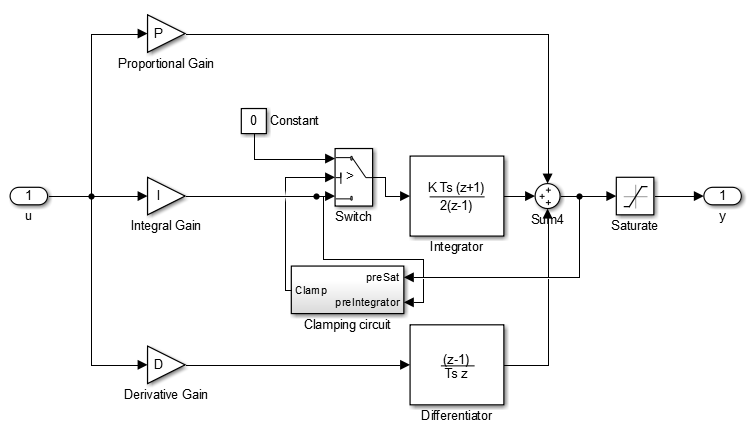 P
Proportional Gain
0
Constant
1
u
I
Integral Gain
>
Switch
K Ts (z+1)
2(z-1)
Integrator
+
+
+
Sum4
Saturate
1
y
preSat
Clamp
preIntegrator
Clamping circuit
D
Derivative Gain
(z-1)
Ts z
Differentiator